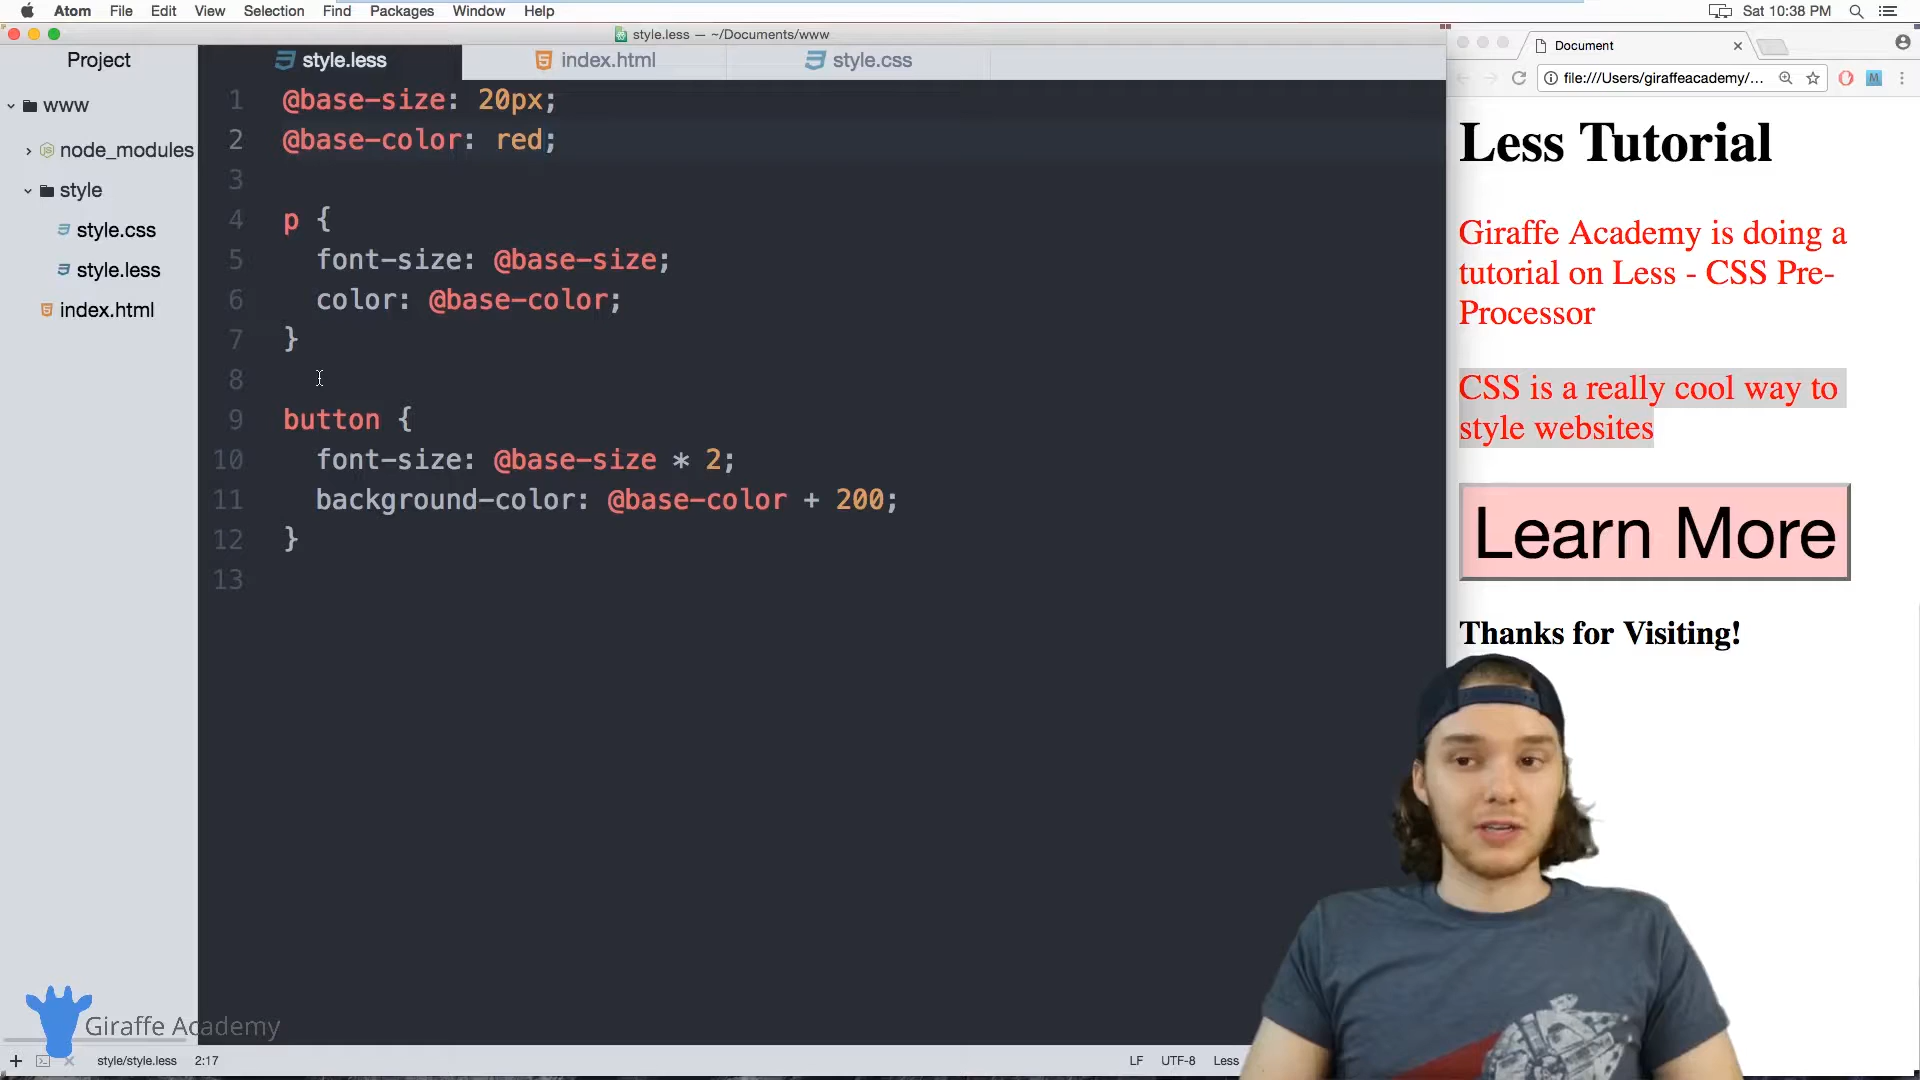 Atom File Edit View Selection Find Packages Window Help
Sat 10:38 PM
style.less — ~/Documents/www
Project
www
node_modules
style
style.css
style.less
index.html
style.less
index.html
style.css
1 @base-size: 20px;
2 @base-color: red;
3
4 p {
5 font-size: @base-size;
6 color: @base-color;
7 }
8
9 button {
10 font-size: @base-size * 2;
11 background-color: @base-color + 200;
12 }
13
Document
file:///Users/giraffeacademy/...
M
Less Tutorial
Giraffe Academy is doing a
tutorial on Less - CSS Pre-
Processor
CSS is a really cool way to
style websites
Learn More
Thanks for Visiting!
Giraffe Academy
style/style.less 2:17
LF UTF-8 Less